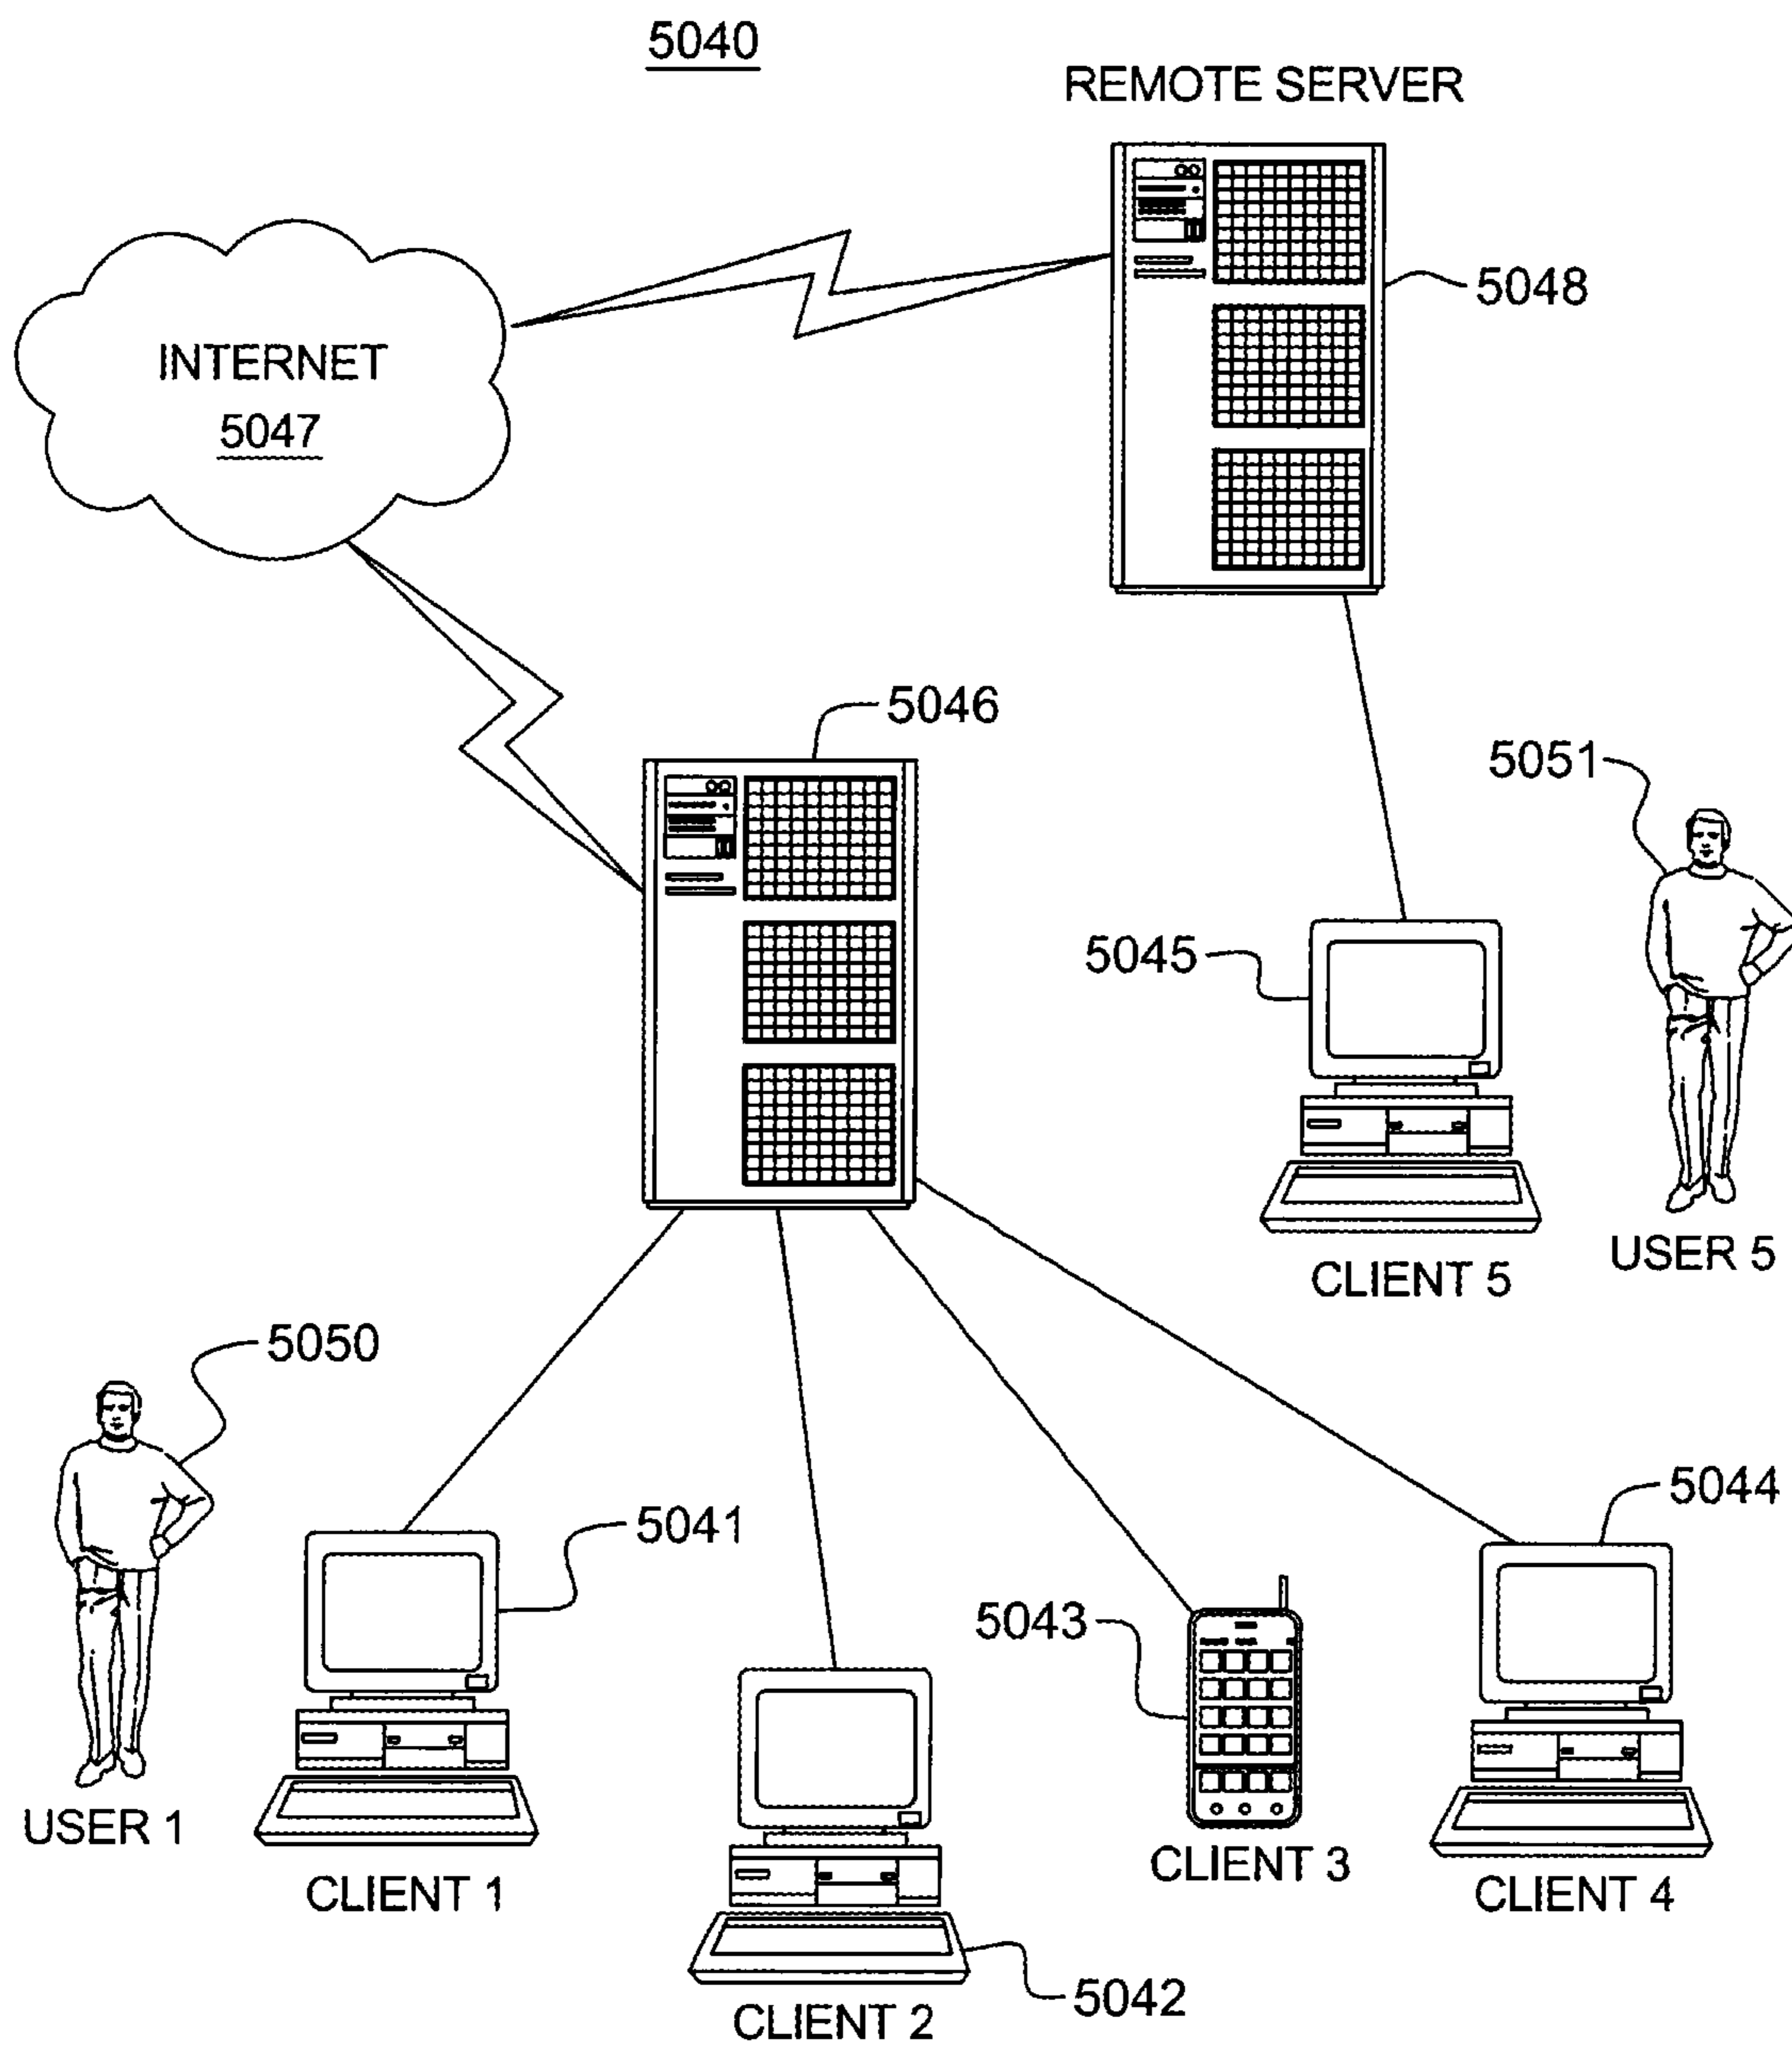 5040
REMOTE SERVER
5048
INTERNET
5047
5046
5051
5045
CLIENT 5
USER 5
5050
5041
5044
5043
USER 1
CLIENT 1
CLIENT 3
CLIENT 4
5042
CLIENT 2